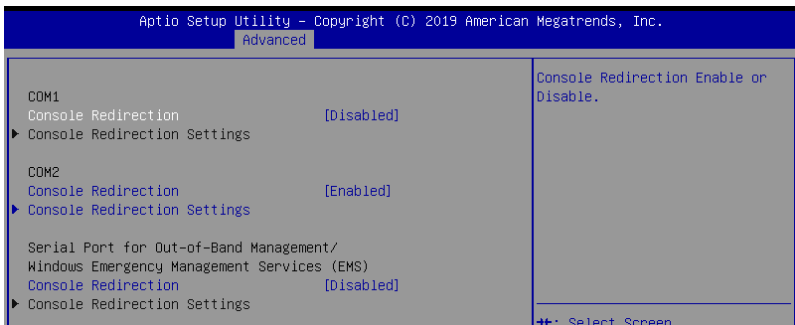 Aptio Setup Utility – Copyright (C) 2019 American Megatrends, Inc.
Advanced
COM1
Console Redirection [Disabled]
Console Redirection Settings
COM2
Console Redirection [Enabled]
Console Redirection Settings
Serial Port for Out-of-Band Management/
Windows Emergency Management Services (EMS)
Console Redirection [Disabled]
Console Redirection Settings
Console Redirection Enable or
Disable.
: Select Screen